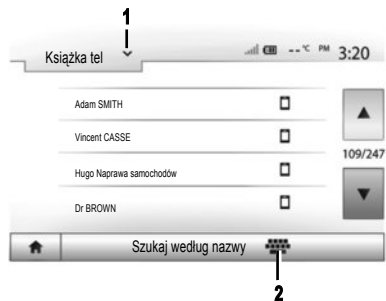 1
Książka tel
--°C PM 3:20
Adam SMITH
Vincent CASSE
109/247
Hugo Naprawa samochodów
Dr BROWN
Szukaj według nazwy
2